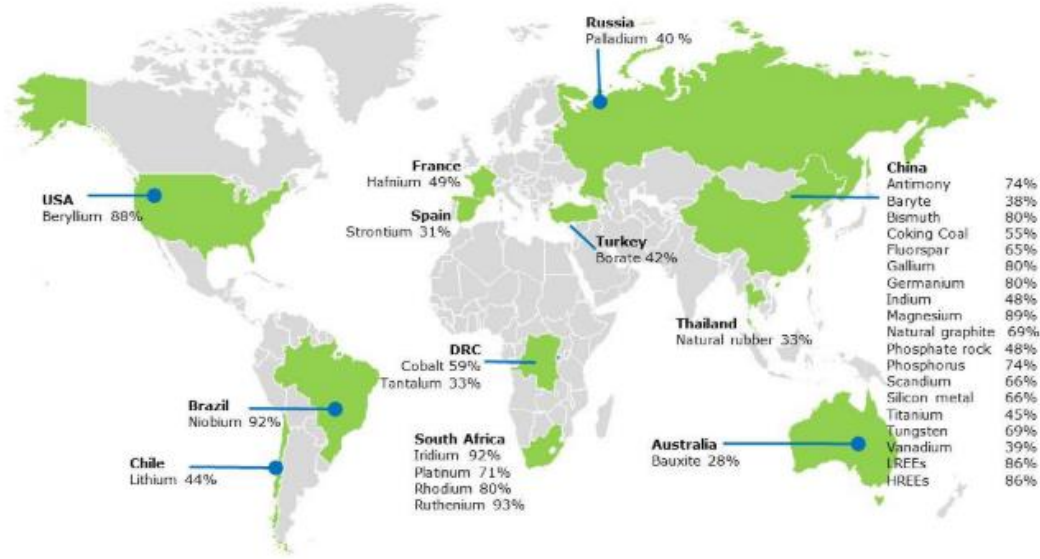 Russia
Palladium 40 %
France
Hafnium 49%
USA
Beryllium 88%
Spain
Strontium 31%
Turkey
Borate 42%
China
Antimony 74%
Baryte 38%
Bismuth 80%
Coking Coal 55%
Fluorspar 65%
Gallium 80%
Germanium 80%
Indium 48%
Magnesium 89%
Natural graphite 69%
Phosphate rock 48%
Phosphorus 74%
Scandium 66%
Silicon metal 66%
Titanium 45%
Tungsten 69%
Vanadium 39%
LREEs 86%
HREEs 86%
Thailand
Natural rubber 33%
DRC
Cobalt 59%
Tantalum 33%
Brazil
Niobium 92%
South Africa
Iridium 92%
Platinum 71%
Rhodium 80%
Ruthenium 93%
Australia
Bauxite 28%
Chile
Lithium 44%